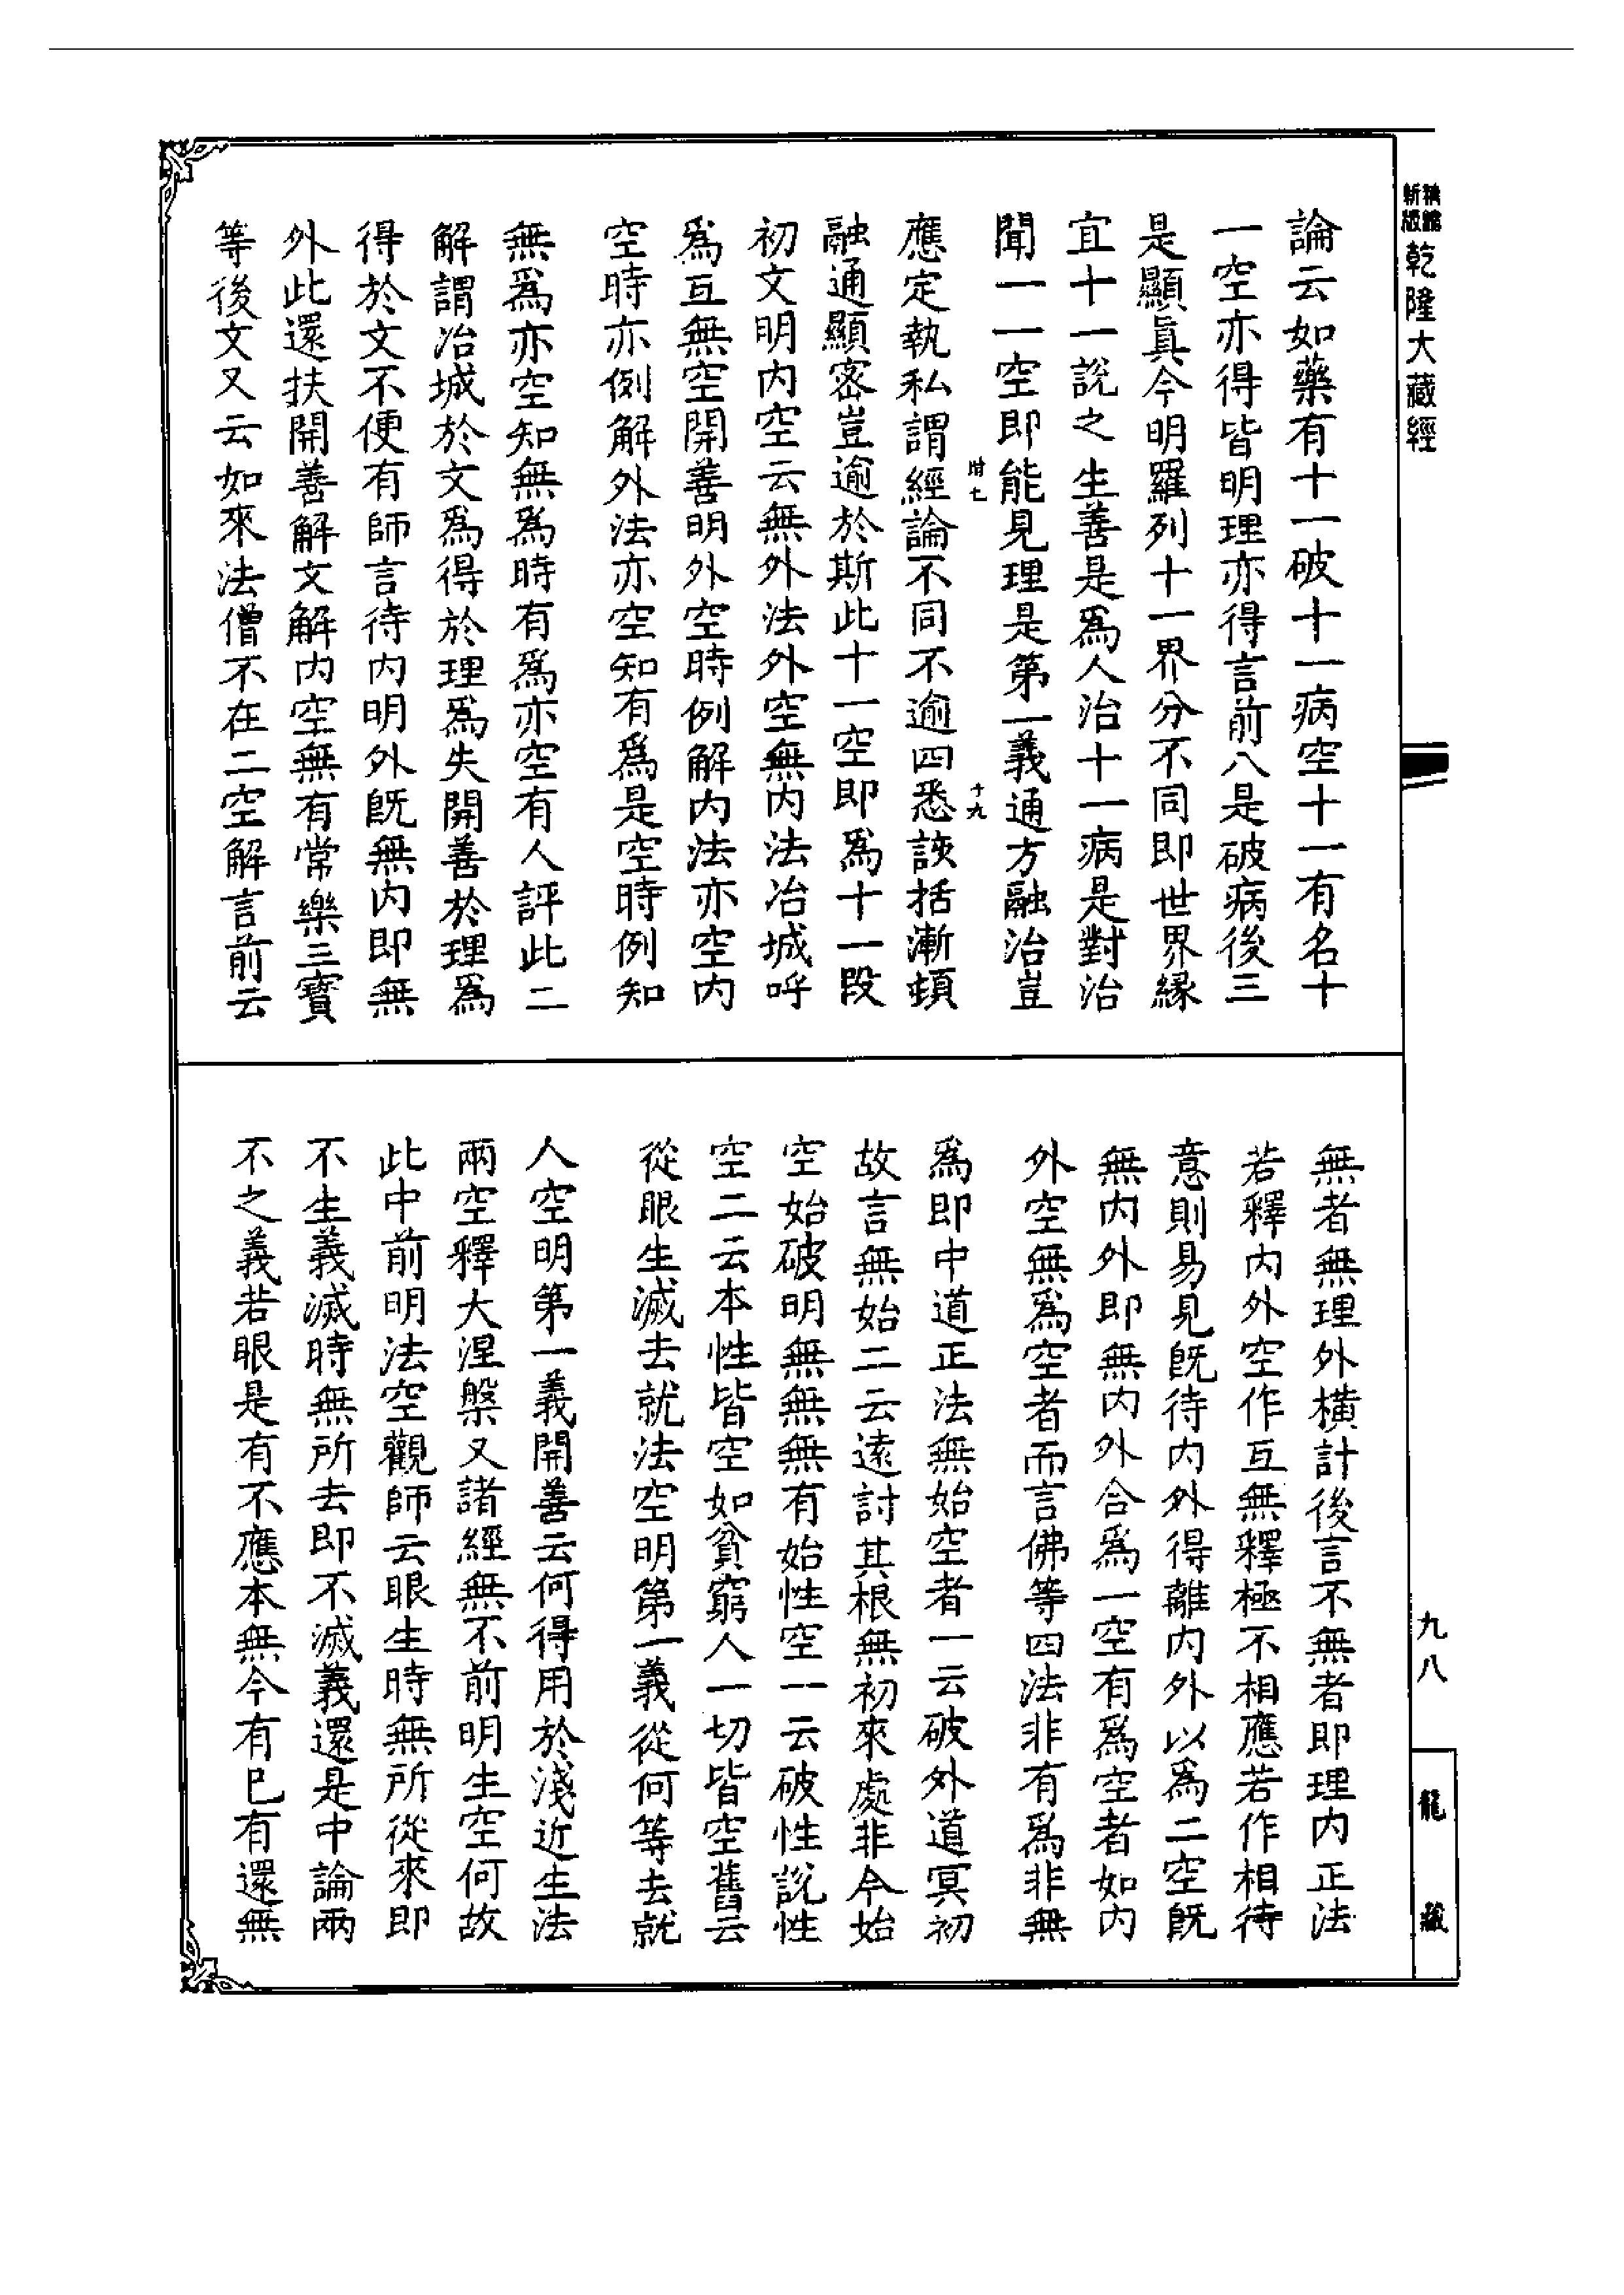 精縮
新版
乾隆大藏經
論云如藥有十一破十一病空十一有名十
一空亦得皆明理亦得言前八是破病後三
是顯真今明羅列十一界分不同即世界緣
宜十一說之生善是為人治十一病是對治
聞一一空即能見理是第一義通方融治豈
十九
應定執私謂經論不同不逾四悉該括漸頓
融通顯密豈逾於斯此十一空即為十一段
初文明內空云無外法外空無內法冶城呼
為互無空開善明外空時例解內法亦空內
空時亦例解外法亦空知有為是空時例知
無為亦空知無為時有為亦空有人評此二
解謂冶城於文為得於理為失開善於理為
得於文不便有師言待內明外既無內即無
外此還扶開善解文解內空無有常樂三寶
等後文又云如來法僧不在二空解言前云
無者無理外橫計後言不無者即理內正法
若釋內外空作互無釋極不相應若作相待
意則易見既待內外得離內外以為二空既
無內外即無內外合為一空有為空者如內
外空無為空者而言佛等四法非有為非無
為即中道正法無始空者一云破外道冥初
故言無始二云遠討其根無初來處非今始
空始破明無無無有始性空一云破性說性
空二云本性皆空如貧窮人一切皆空舊云
從眼生滅去就法空明第一義從何等去就
人空明第一義開善云何得用於淺近生法
兩空釋大涅槃又諸經無不前明生空何故
此中前明法空觀師云眼生時無所從來即
不生義滅時無所去即不滅義還是中論兩
不之義若眼是有不應本無今有已有還無
九八
龍藏